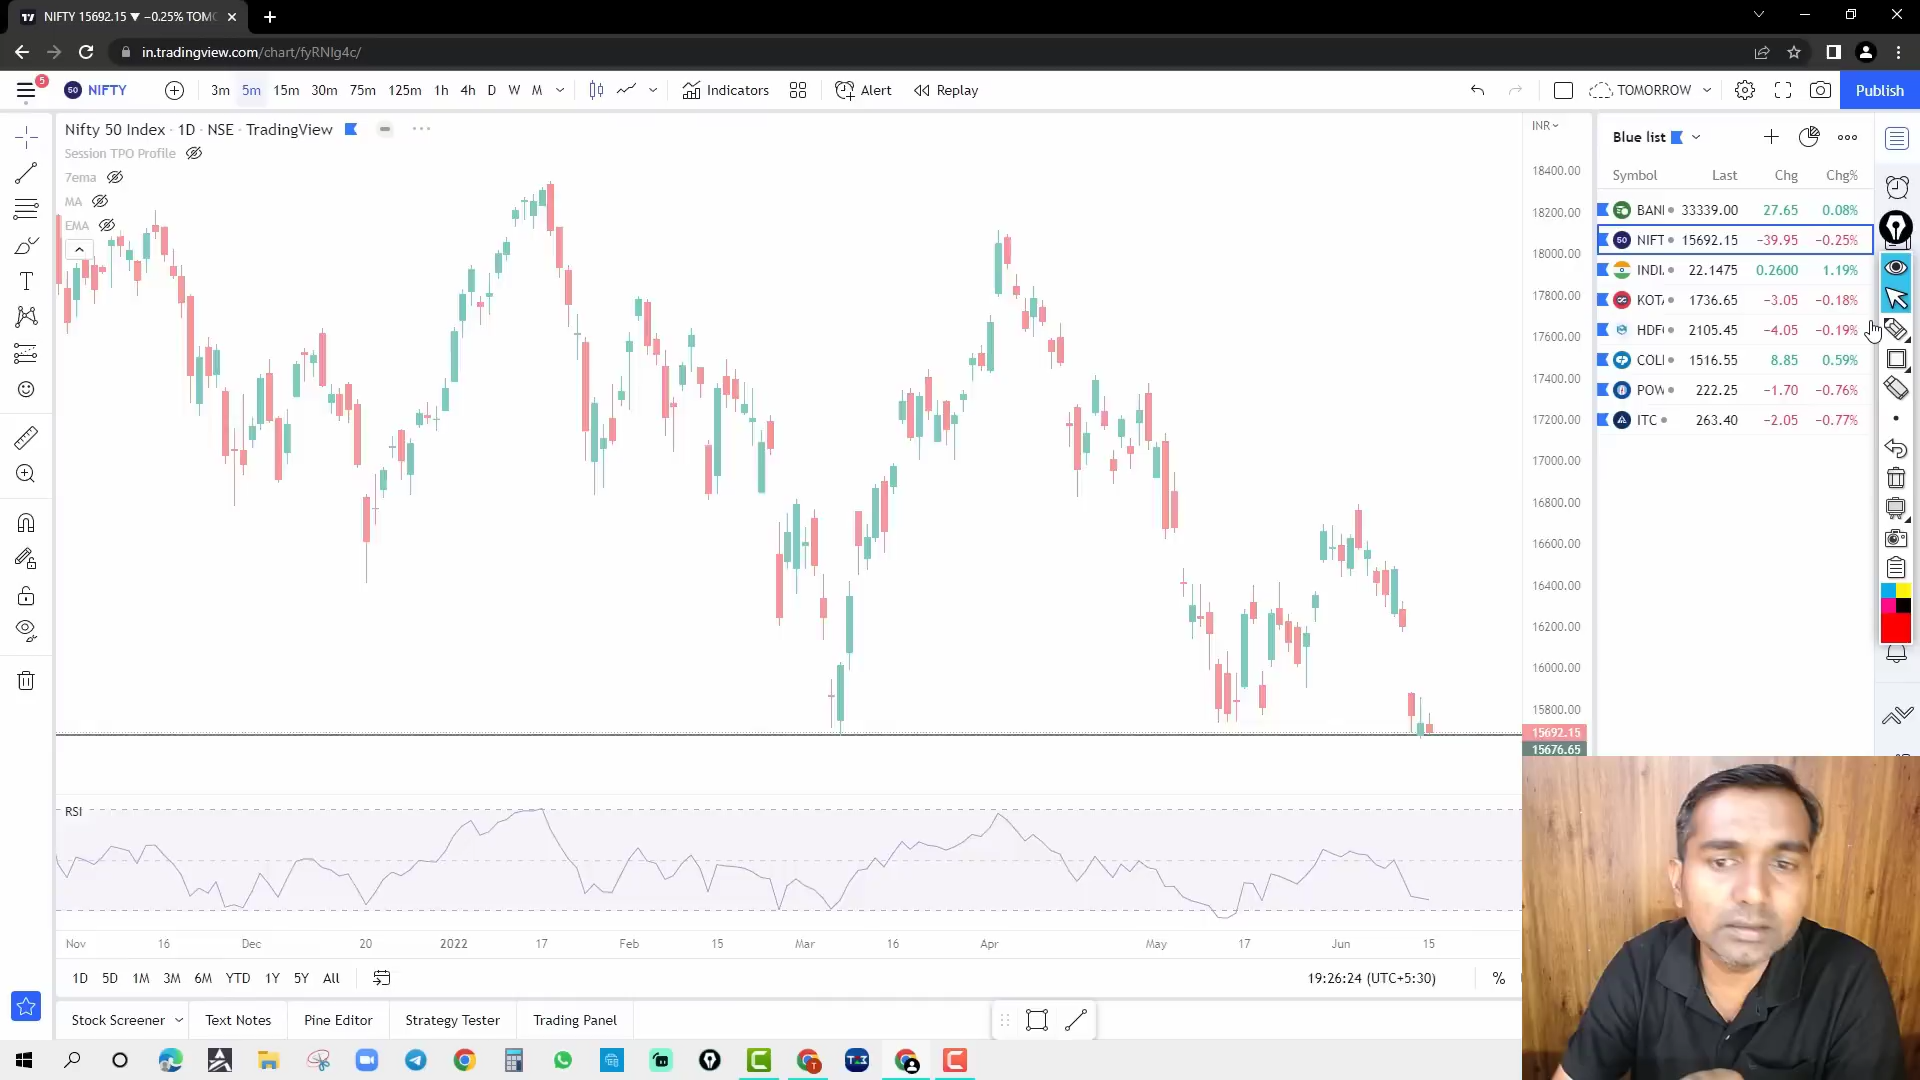 NIFTY 15692.15 ▼ −0.25% TOM
in.tradingview.com/chart/fyRNIg4c/
5
50 NIFTY 3m 5m 15m 30m 75m 125m 1h 4h D W M Indicators Alert Replay TOMORROW Publish
Nifty 50 Index · 1D · NSE · TradingView
Session TPO Profile
7ema
MA
EMA
INR
18400.00
18200.00
18000.00
17800.00
17600.00
17400.00
17200.00
17000.00
16800.00
16600.00
16400.00
16200.00
16000.00
15800.00
15692.15
15676.65
Blue list
Symbol Last Chg Chg%
BANI 33339.00 27.65 0.08%
50 NIFT 15692.15 −39.95 −0.25%
INDI 22.1475 0.2600 1.19%
KOT 1736.65 −3.05 −0.18%
HDF 2105.45 −4.05 −0.19%
COLI 1516.55 8.85 0.59%
POW 222.25 −1.70 −0.76%
ITC 263.40 −2.05 −0.77%
RSI
Nov 16 Dec 20 2022 17 Feb 15 Mar 16 Apr May 17 Jun 15
1D 5D 1M 3M 6M YTD 1Y 5Y All 19:26:24 (UTC+5:30) %
Stock Screener Text Notes Pine Editor Strategy Tester Trading Panel